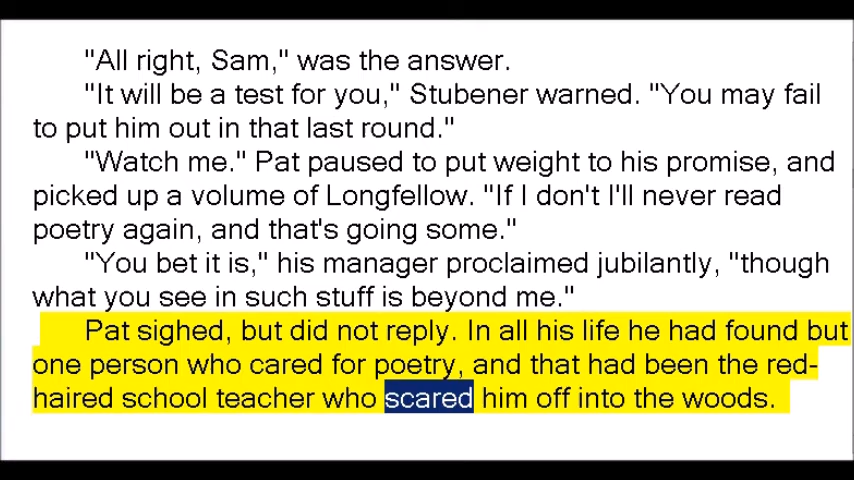 "All right, Sam," was the answer.
"It will be a test for you," Stubener warned. "You may fail
to put him out in that last round."
"Watch me." Pat paused to put weight to his promise, and
picked up a volume of Longfellow. "If I don't I'll never read
poetry again, and that's going some."
"You bet it is," his manager proclaimed jubilantly, "though
what you see in such stuff is beyond me."
Pat sighed, but did not reply. In all his life he had found but
one person who cared for poetry, and that had been the red-
haired school teacher who scared him off into the woods.